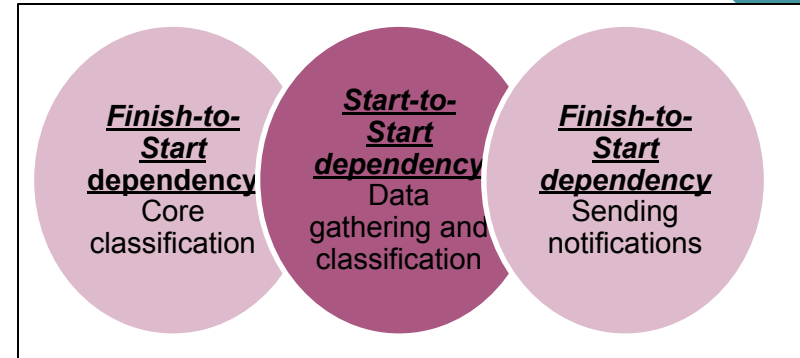 Finish-to-
Start
dependency
Core
classification
Start-to-
Start
dependency
Data
gathering and
classification
Finish-to-
Start
dependency
Sending
notifications